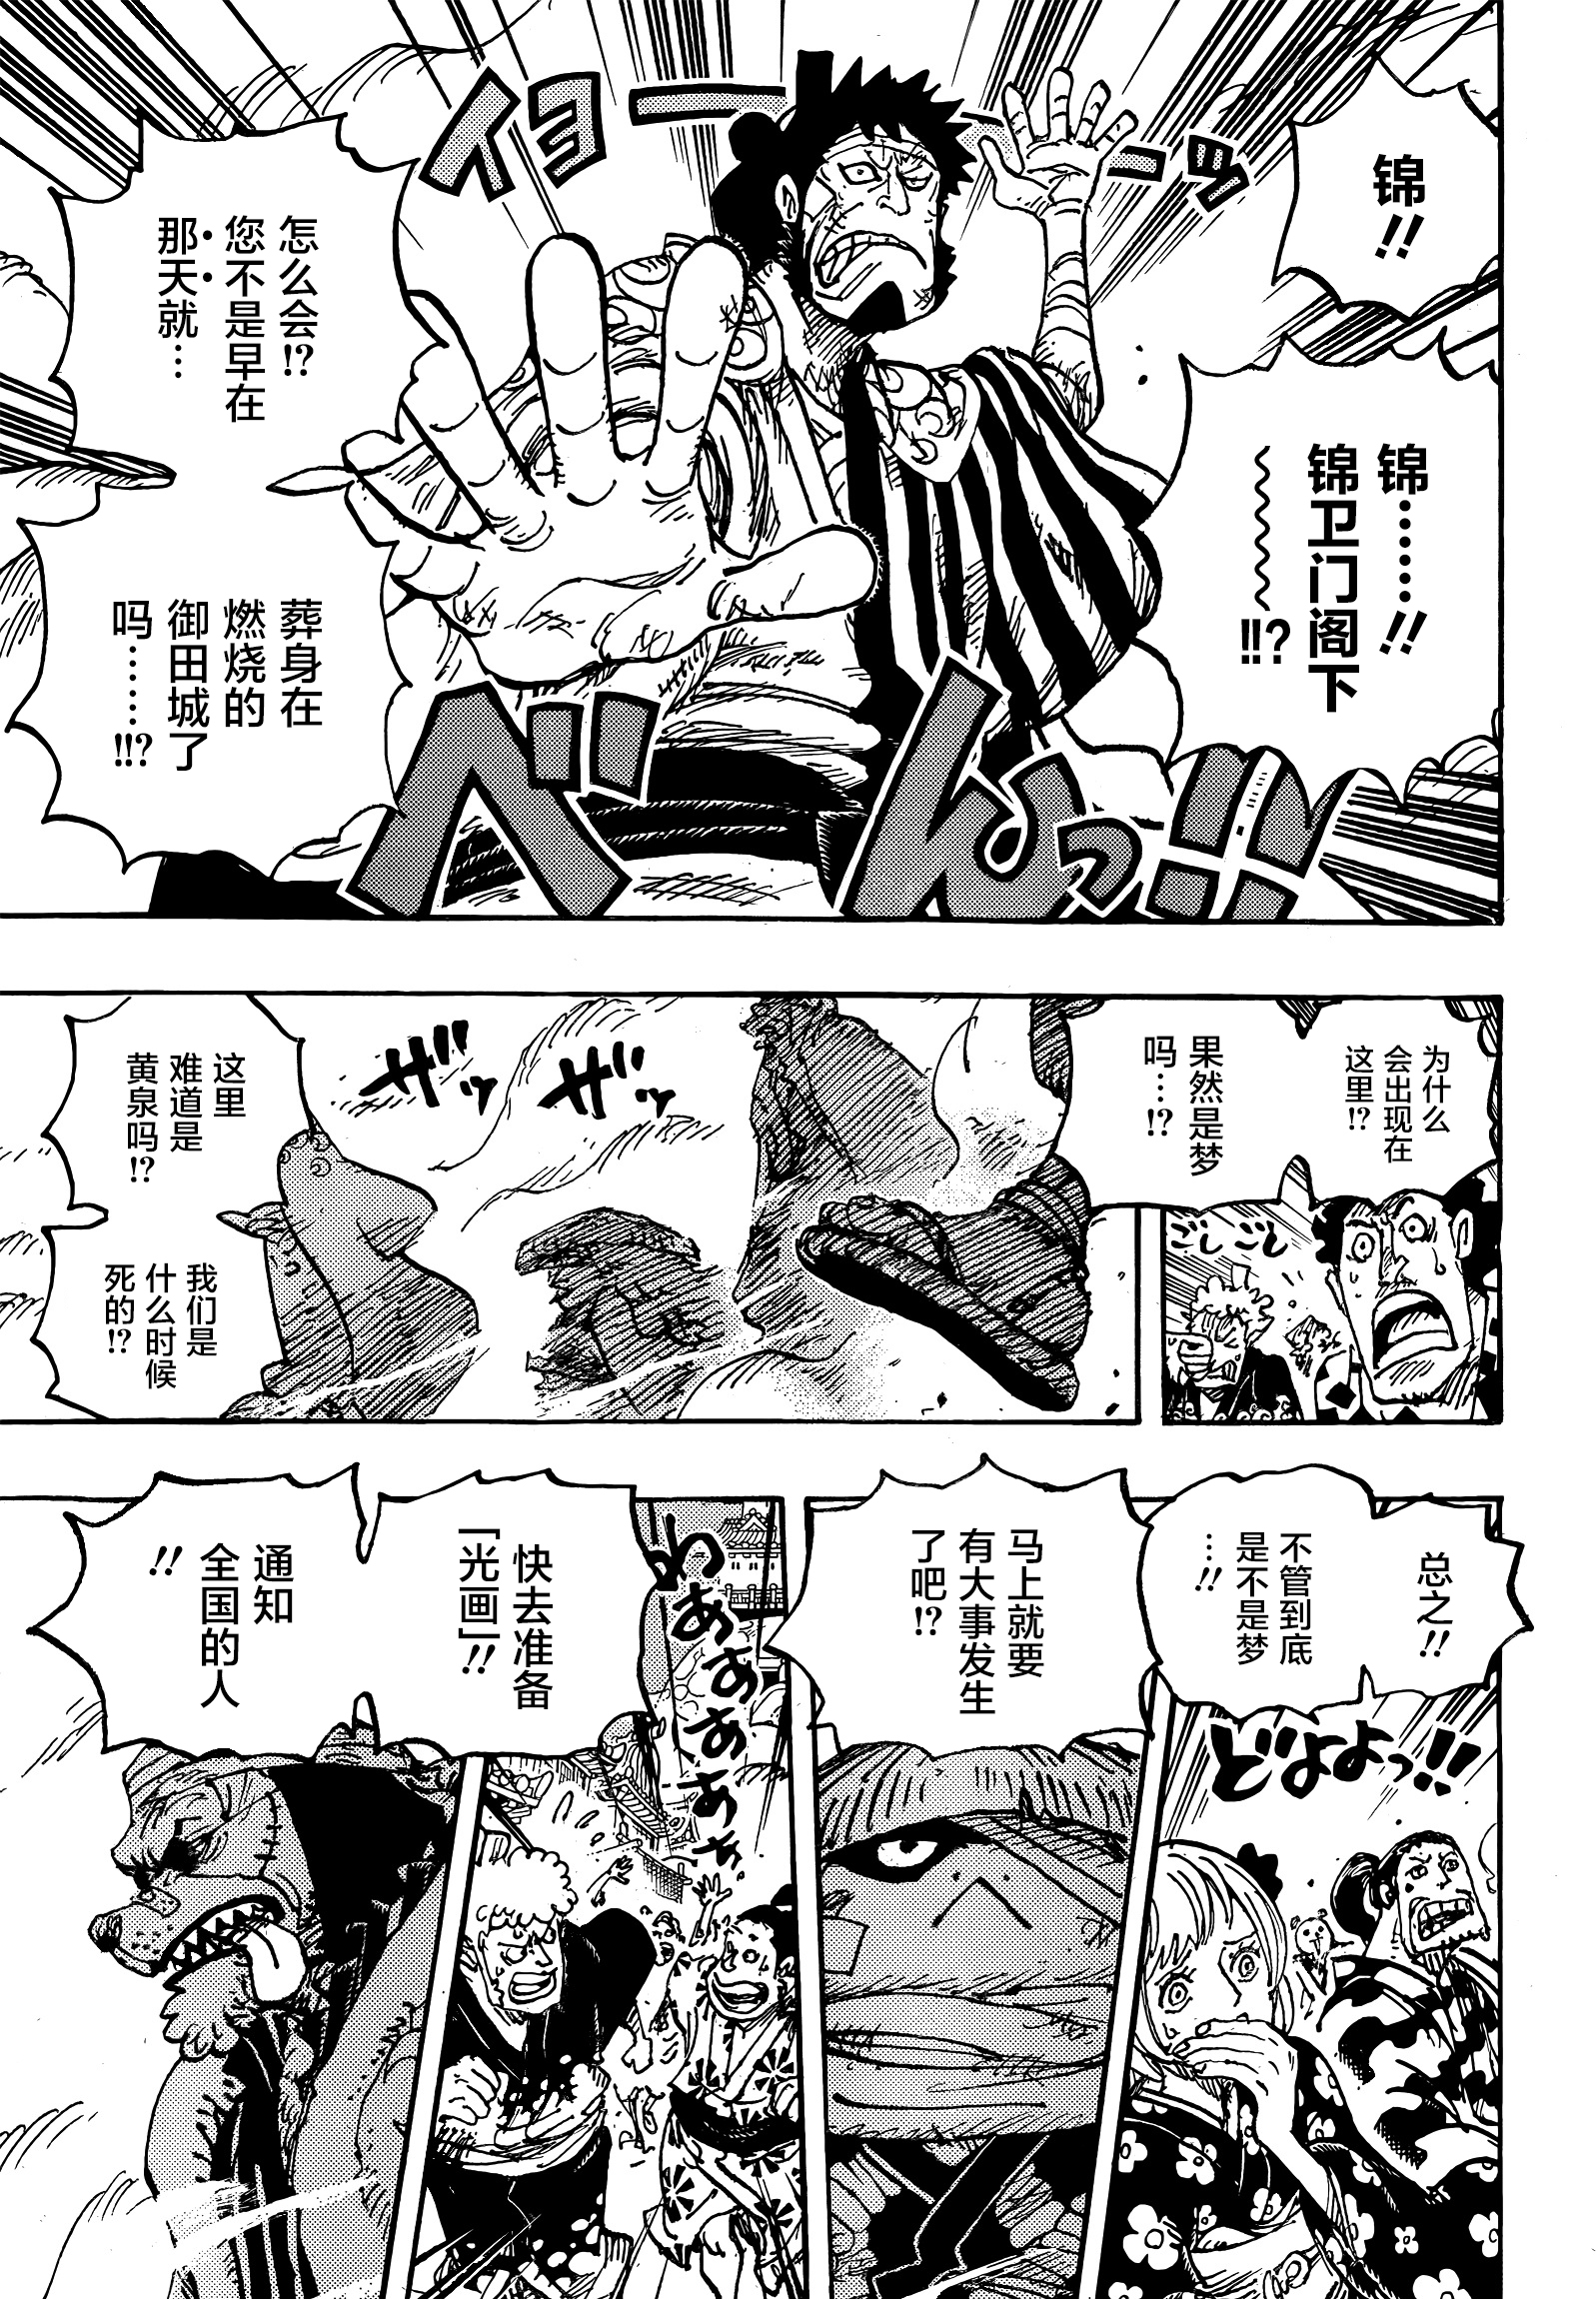 锦!!
イヨーーコッ
锦……!!
锦卫门阁下
〰!!?
怎么会!?
您不是早在
那天就…
葬身在
燃烧的
御田城了
吗……!!?
べんっ!!
为什么
会出现在
这里!?
果然是梦
吗…!?
ごし
ごし
ザッ
ザッ
这里
难道是
黄泉吗!?
我们是
什么时候
死的!?
总之!!
不管到底
是不是梦
…!!
どよよっ!!
马上就要
有大事发生
了吧!?
わああああああ
快去准备
「光画」!!
通知
全国的人
!!